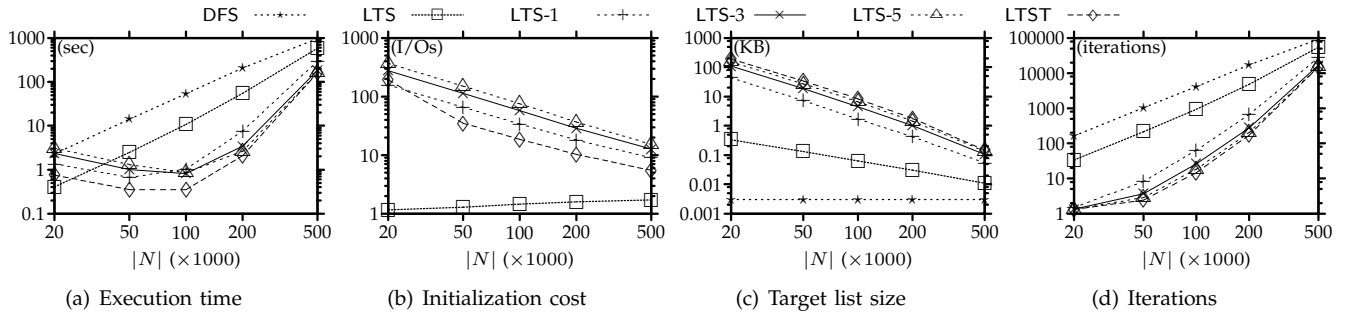 DFS LTS LTS-1 LTS-3 LTS-5 LTST
1000 100 10 1 0.1
(sec)
20 50 100 200 500
|N| (×1000)
(a) Execution time
1000 100 10 1
(I/Os)
20 50 100 200 500
|N| (×1000)
(b) Initialization cost
1000 100 10 1 0.1 0.01 0.001
(KB)
20 50 100 200 500
|N| (×1000)
(c) Target list size
100000 10000 1000 100 10 1
(iterations)
20 50 100 200 500
|N| (×1000)
(d) Iterations